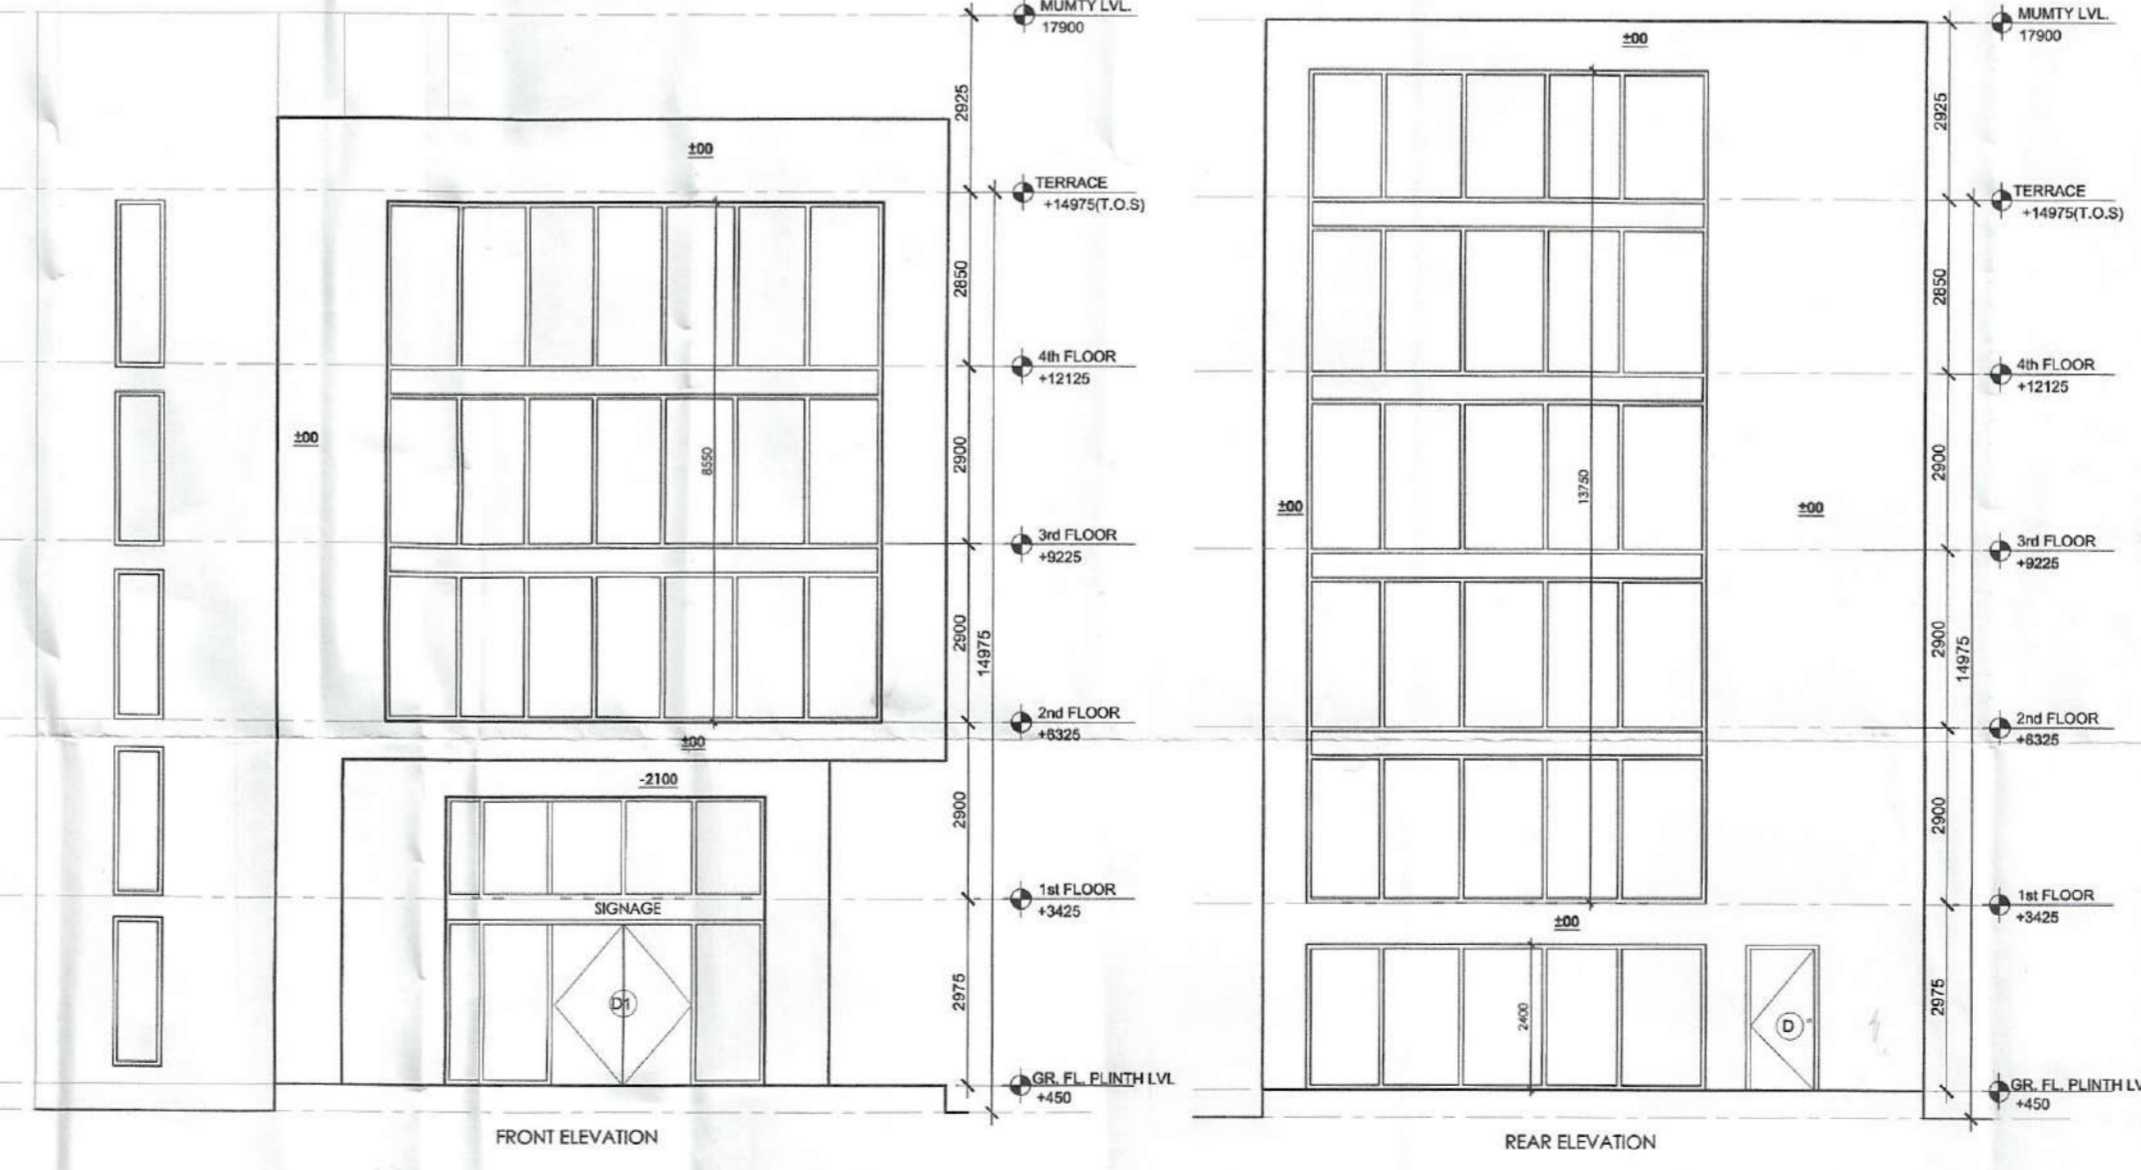 MUMTY LVL.
17900
±00
2925
TERRACE
+14975(T.O.S)
2850
4th FLOOR
+12125
±00
8550
2900
3rd FLOOR
+9225
2900
14975
2nd FLOOR
+6325
±00
-2100
2900
1st FLOOR
+3425
SIGNAGE
D1
2975
GR. FL. PLINTH LVL
+450
FRONT ELEVATION
MUMTY LVL.
17900
±00
2925
TERRACE
+14975(T.O.S)
2850
4th FLOOR
+12125
13750
2900
±00
±00
3rd FLOOR
+9225
2900
14975
2nd FLOOR
+6325
2900
1st FLOOR
+3425
±00
2400
D
2975
GR. FL. PLINTH LV
+450
REAR ELEVATION